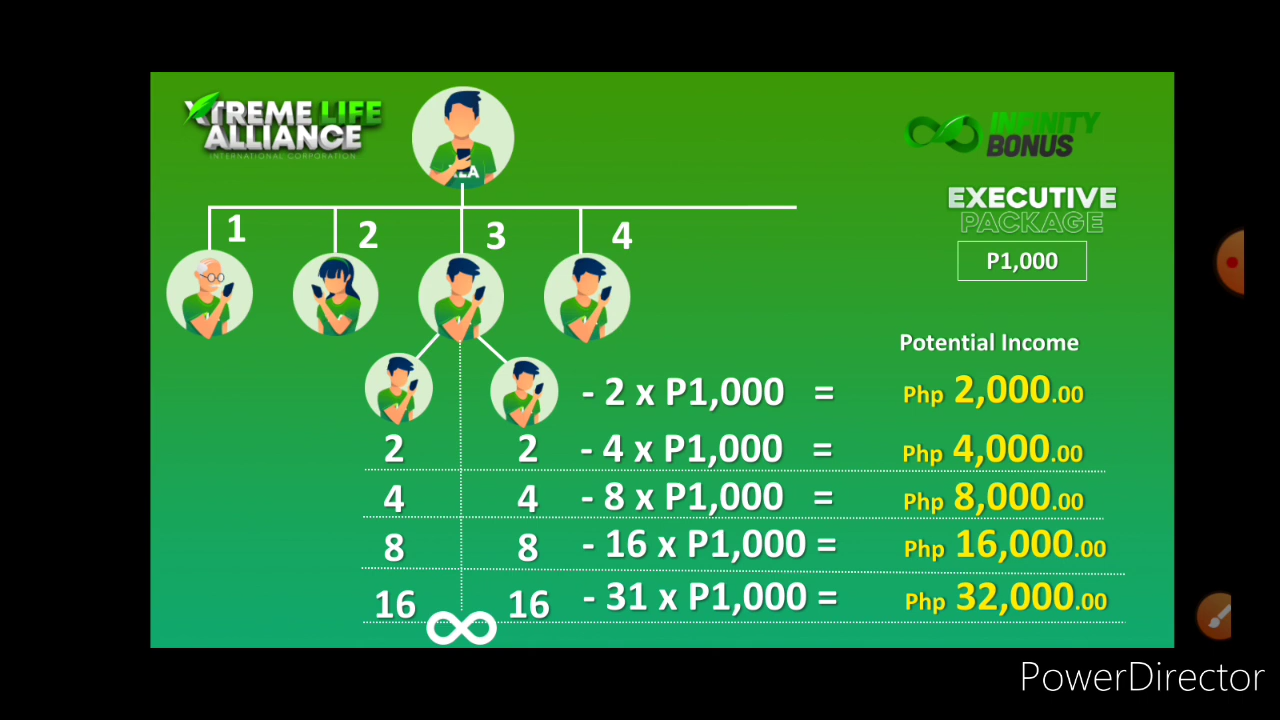 XTREME LIFE
ALLIANCE
INTERNATIONAL CORPORATION
XLA
INFINITY
BONUS
EXECUTIVE
PACKAGE
P1,000
1 2 3 4
Potential Income
- 2 x P1,000 = Php 2,000.00
2 2 - 4 x P1,000 = Php 4,000.00
4 4 - 8 x P1,000 = Php 8,000.00
8 8 - 16 x P1,000 = Php 16,000.00
16 16 - 31 x P1,000 = Php 32,000.00
∞
PowerDirector